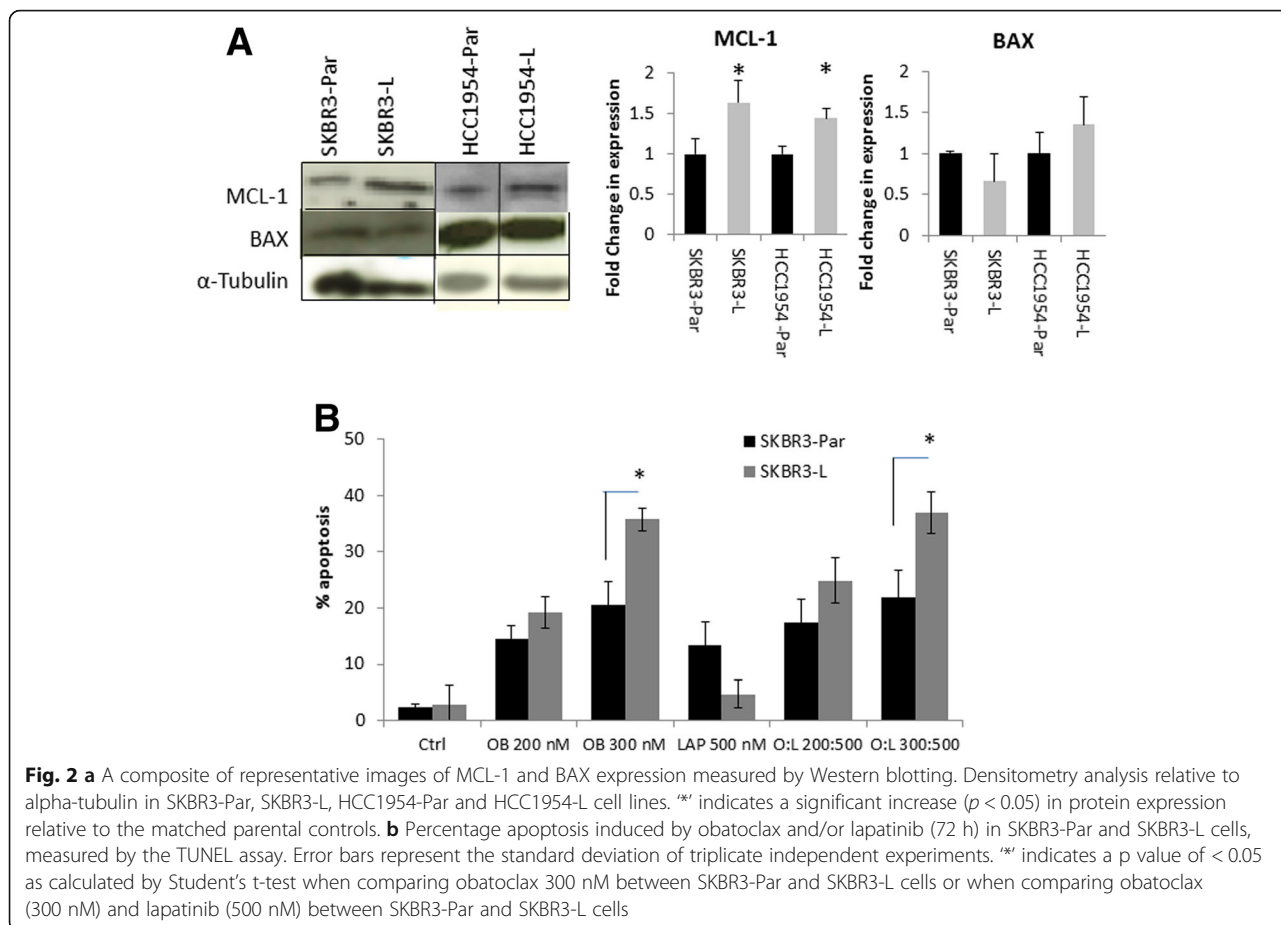 A
SKBR3-Par
SKBR3-L
HCC1954-Par
HCC1954-L
MCL-1
BAX
α-Tubulin
MCL-1
Fold Change in expression
2
1.5
1
0.5
0
*
*
SKBR3-Par
SKBR3-L
HCC1954 -Par
HCC1954-L
BAX
Fold change in expression
2
1.5
1
0.5
0
SKBR3-Par
SKBR3-L
HCC1954-Par
HCC1954-L
B
% apoptosis
50
40
30
20
10
0
SKBR3-Par
SKBR3-L
*
*
Ctrl
OB 200 nM
OB 300 nM
LAP 500 nM
O:L 200:500
O:L 300:500
Fig. 2 a A composite of representative images of MCL-1 and BAX expression measured by Western blotting. Densitometry analysis relative to
alpha-tubulin in SKBR3-Par, SKBR3-L, HCC1954-Par and HCC1954-L cell lines. ‘*’ indicates a significant increase (p < 0.05) in protein expression
relative to the matched parental controls. b Percentage apoptosis induced by obatoclax and/or lapatinib (72 h) in SKBR3-Par and SKBR3-L cells,
measured by the TUNEL assay. Error bars represent the standard deviation of triplicate independent experiments. ‘*’ indicates a p value of < 0.05
as calculated by Student’s t-test when comparing obatoclax 300 nM between SKBR3-Par and SKBR3-L cells or when comparing obatoclax
(300 nM) and lapatinib (500 nM) between SKBR3-Par and SKBR3-L cells